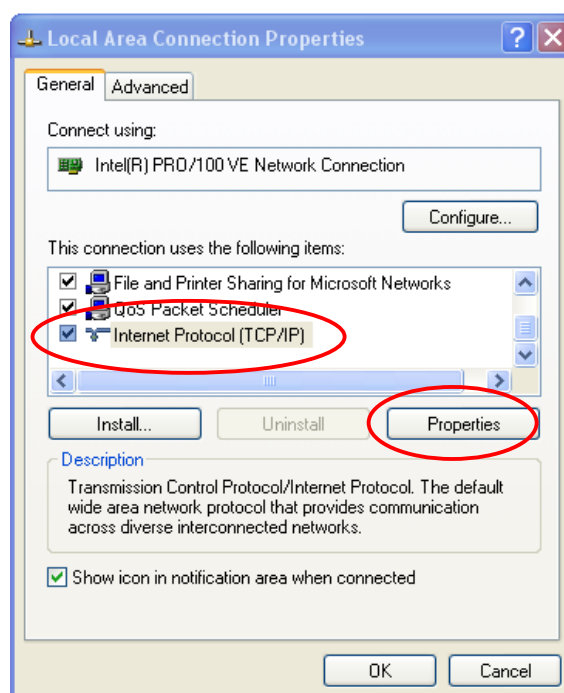 Local Area Connection Properties
General Advanced
Connect using:
Intel(R) PRO/100 VE Network Connection
Configure...
This connection uses the following items:
File and Printer Sharing for Microsoft Networks
QoS Packet Scheduler
Internet Protocol (TCP/IP)
Install... Uninstall Properties
Description
Transmission Control Protocol/Internet Protocol. The default
wide area network protocol that provides communication
across diverse interconnected networks.
Show icon in notification area when connected
OK Cancel